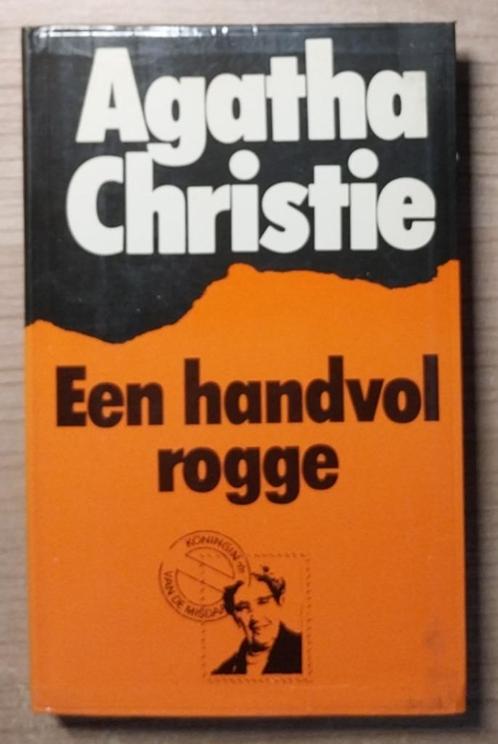 Agatha
Christie
Een handvol
rogge
KONINGIN
VAN DE MISDAAD